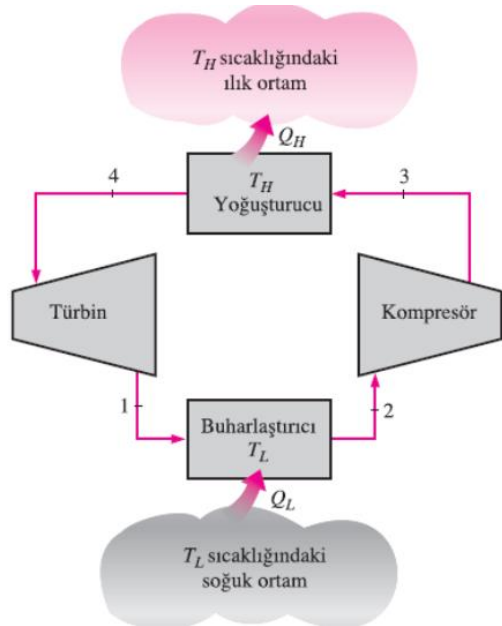 T_H sıcaklığındaki
ılık ortam
Q_H
4
3
T_H
Yoğuşturucu
Türbin
Kompresör
1
2
Buharlaştırıcı
T_L
Q_L
T_L sıcaklığındaki
soğuk ortam